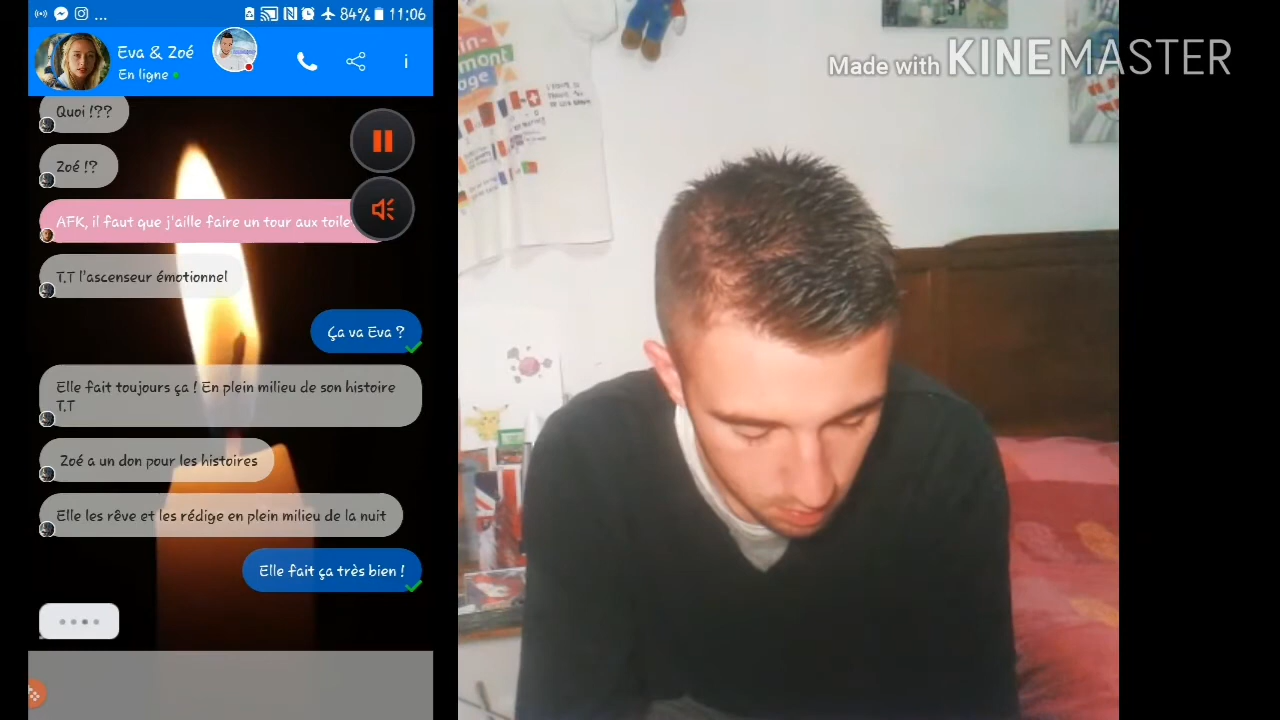 ...
84%
11:06
Eva & Zoé
En ligne
i
Quoi !??
Zoé !?
AFK, il faut que j'aille faire un tour aux
T.T l'ascenseur émotionnel
Ça va Eva ?
Elle fait toujours ça ! En plein milieu de son histoire
T.T
Zoé a un don pour les histoires
Elle les rêve et les rédige en plein milieu de la nuit
Elle fait ça très bien !
Made with KINEMASTER